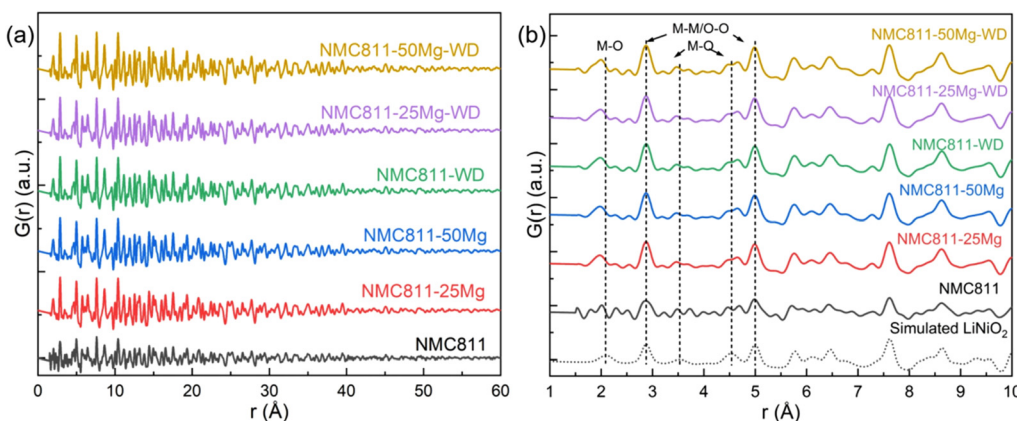 (a)
NMC811-50Mg-WD
NMC811-25Mg-WD
NMC811-WD
NMC811-50Mg
NMC811-25Mg
NMC811
G(r) (a.u.)
0 10 20 30 40 50 60
r (Å)
(b)
M-M/O-O
M-O
M-O
NMC811-50Mg-WD
NMC811-25Mg-WD
NMC811-WD
NMC811-50Mg
NMC811-25Mg
NMC811
Simulated LiNiO₂
G(r) (a.u.)
1 2 3 4 5 6 7 8 9 10
r (Å)